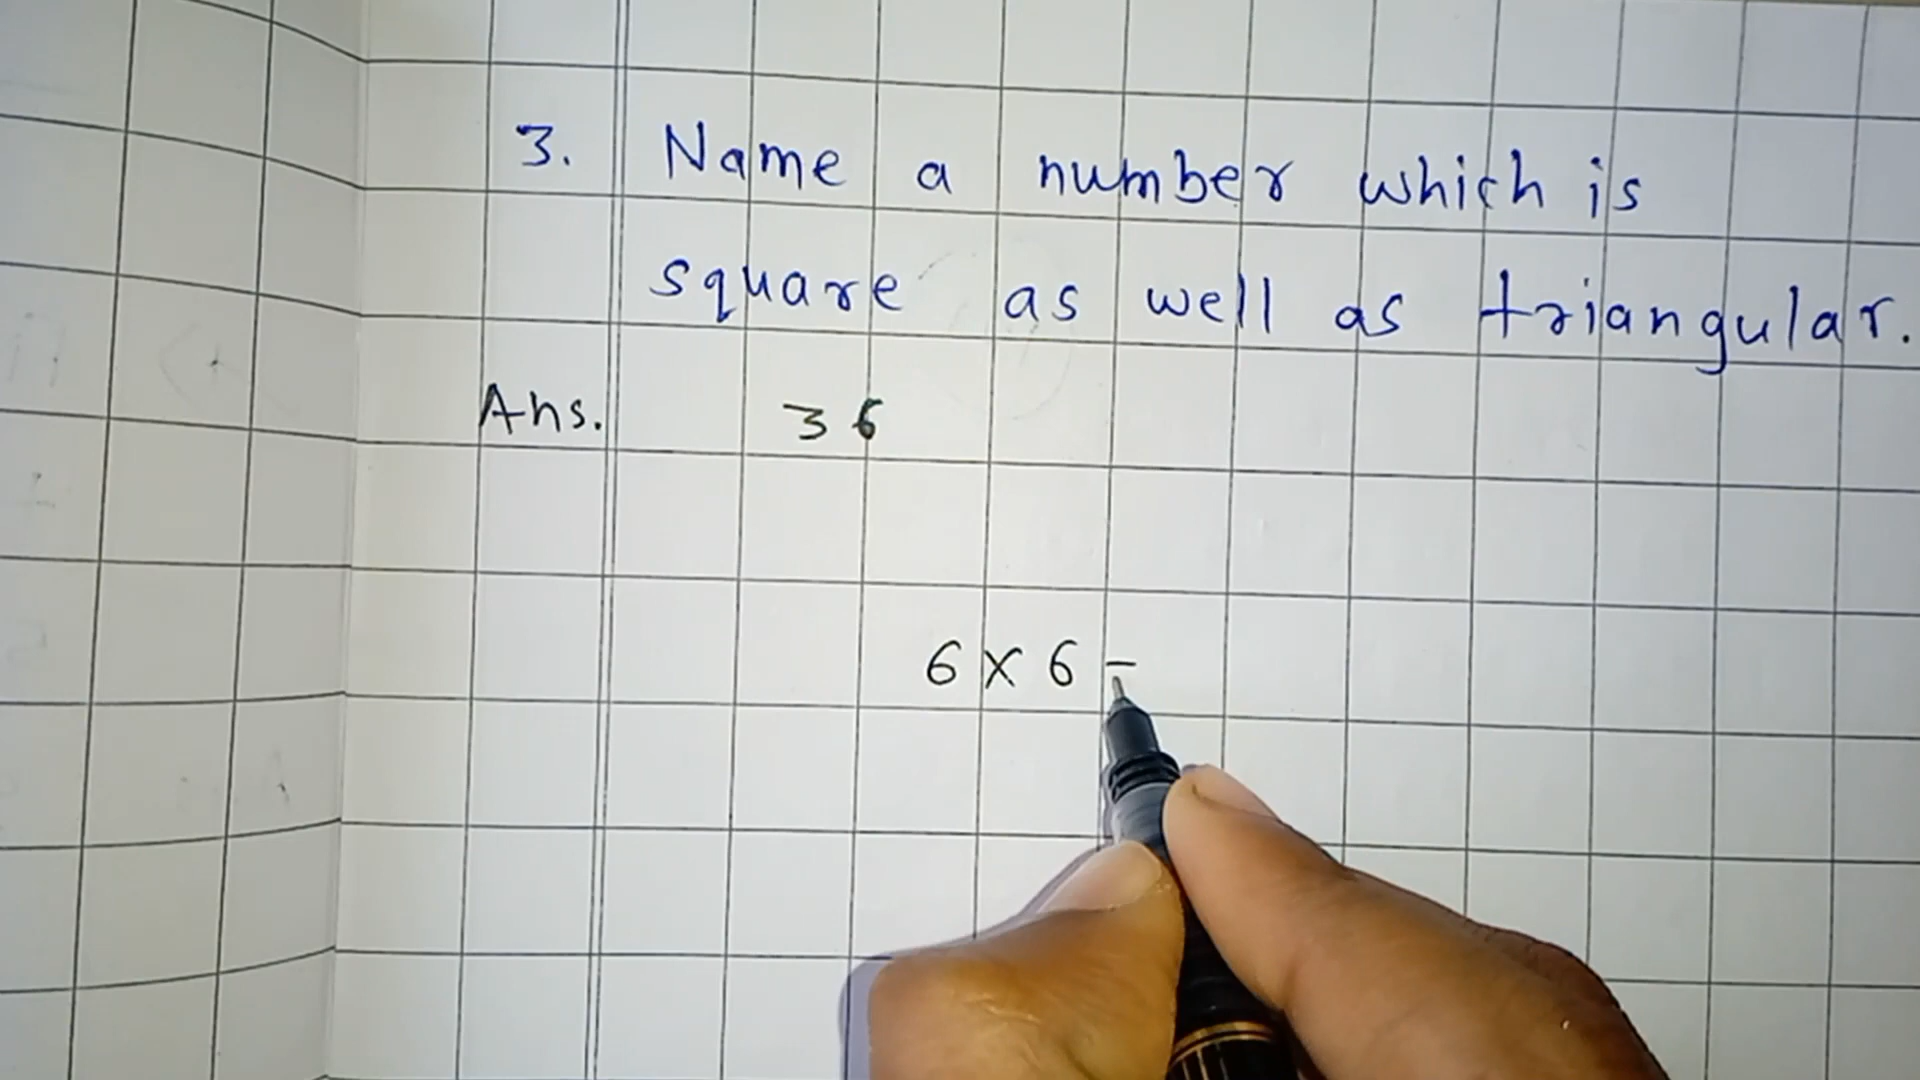 3. Name a number which is
square as well as triangular.
Ans. 36
6 x 6 =